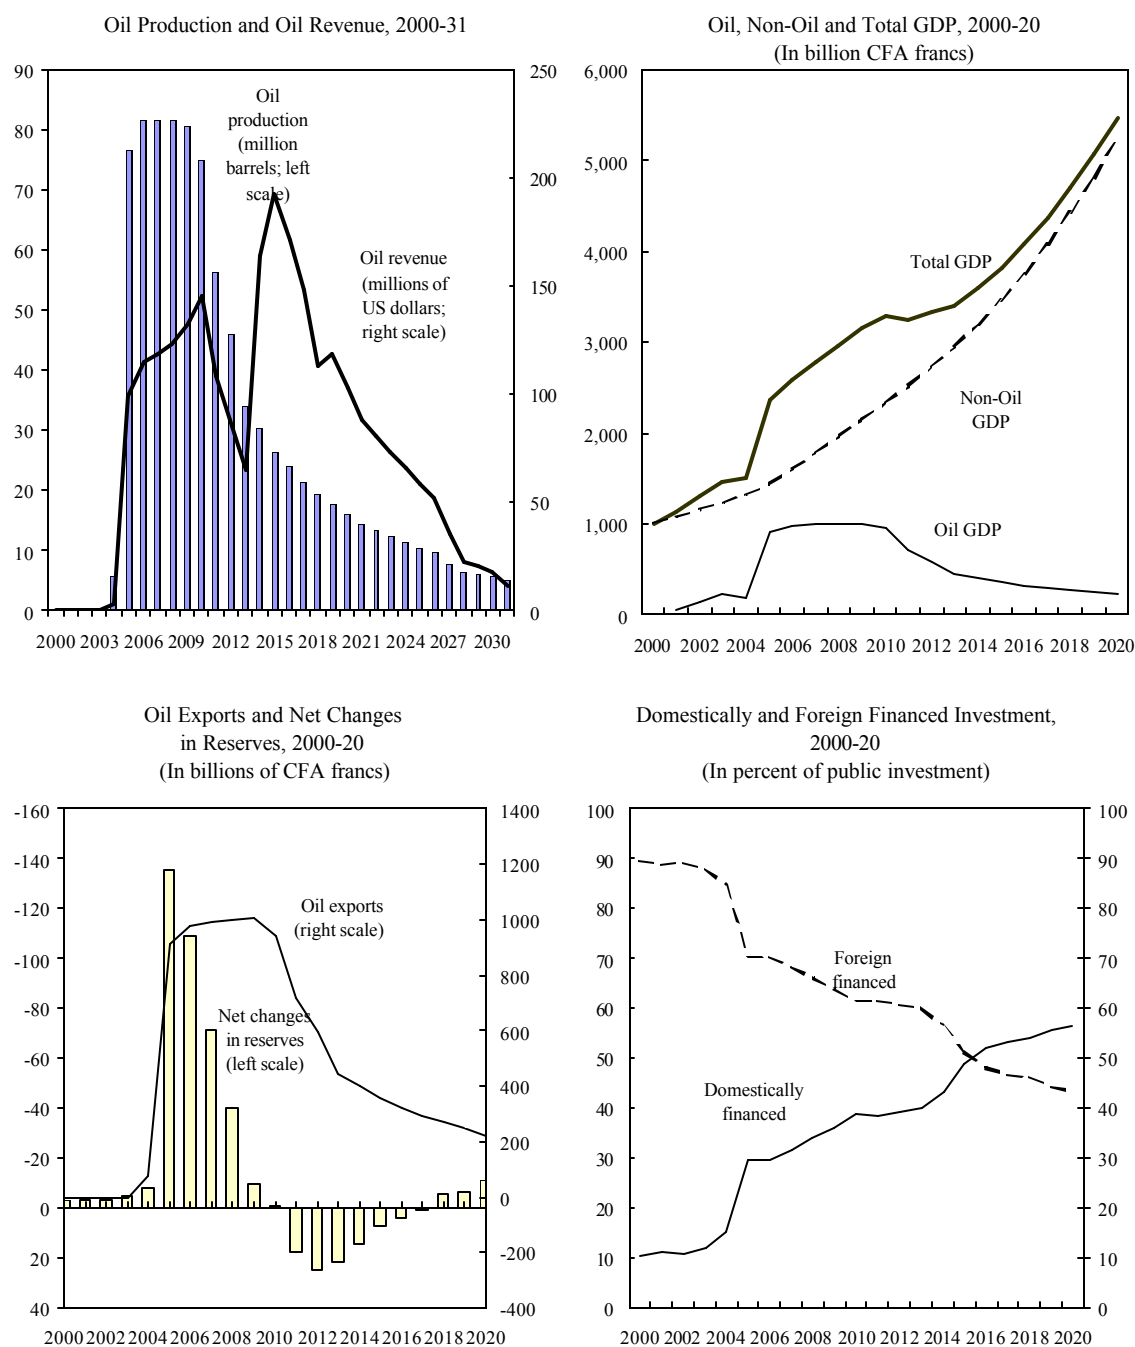 Oil Production and Oil Revenue, 2000-31
90
80
70
60
50
40
30
20
10
0
250
200
150
100
50
0
Oil
production
(million
barrels; left
scale)
Oil revenue
(millions of
US dollars;
right scale)
2000 2003 2006 2009 2012 2015 2018 2021 2024 2027 2030
Oil, Non-Oil and Total GDP, 2000-20
(In billion CFA francs)
6,000
5,000
4,000
3,000
2,000
1,000
0
Total GDP
Non-Oil
GDP
Oil GDP
2000 2002 2004 2006 2008 2010 2012 2014 2016 2018 2020
Oil Exports and Net Changes
in Reserves, 2000-20
(In billions of CFA francs)
-160
-140
-120
-100
-80
-60
-40
-20
0
20
40
1400
1200
1000
800
600
400
200
0
-200
-400
Oil exports
(right scale)
Net changes
in reserves
(left scale)
2000 2002 2004 2006 2008 2010 2012 2014 2016 2018 2020
Domestically and Foreign Financed Investment,
2000-20
(In percent of public investment)
100
90
80
70
60
50
40
30
20
10
0
100
90
80
70
60
50
40
30
20
10
0
Foreign
financed
Domestically
financed
2000 2002 2004 2006 2008 2010 2012 2014 2016 2018 2020